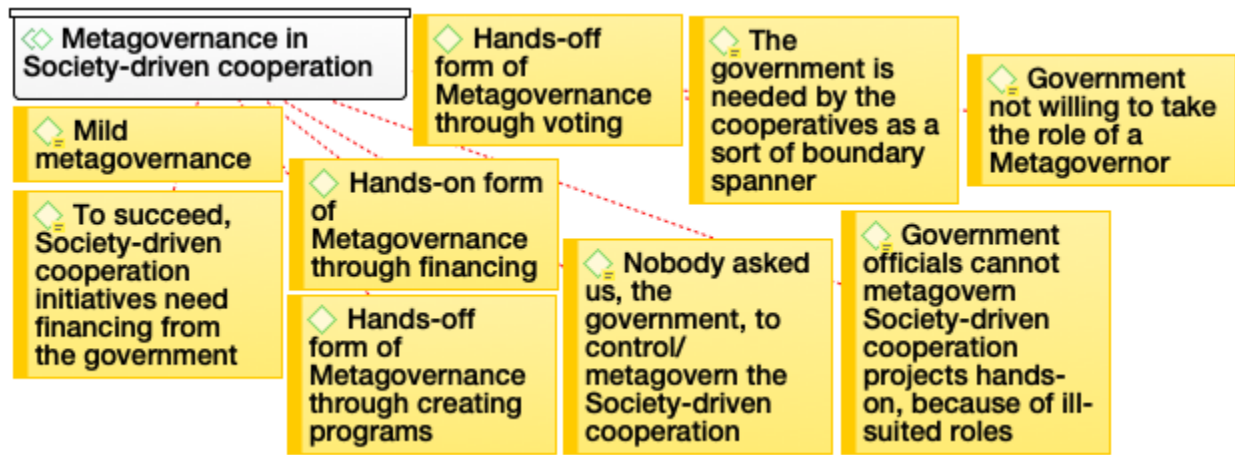 Metagovernance in
Society-driven cooperation
Mild
metagovernance
To succeed,
Society-driven
cooperation
initiatives need
financing from
the government
Hands-off
form of
Metagovernance
through voting
Hands-on form
of
Metagovernance
through financing
Hands-off
form of
Metagovernance
through creating
programs
The
government is
needed by the
cooperatives as a
sort of boundary
spanner
Nobody asked
us, the
government, to
control/
metagovern the
Society-driven
cooperation
Government
not willing to take
the role of a
Metagovernor
Government
officials cannot
metagovern
Society-driven
cooperation
projects hands-
on, because of ill-
suited roles